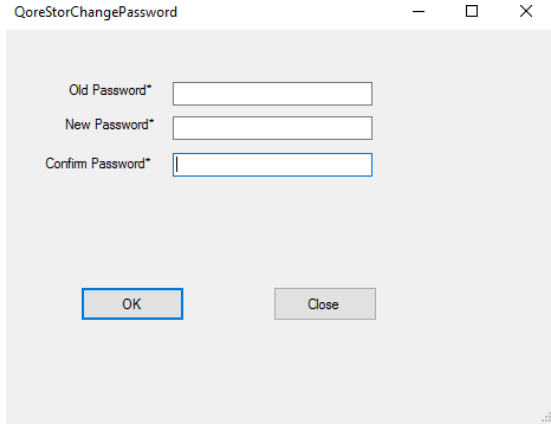 QoreStorChangePassword
Old Password*
New Password*
Confirm Password*
OK
Close